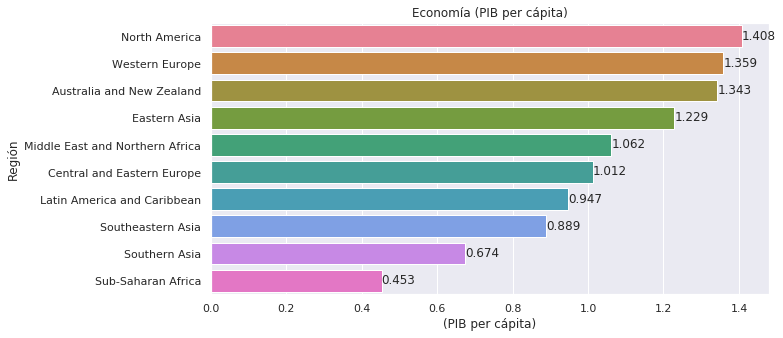 Economía (PIB per cápita)
Región
North America 1.408
Western Europe 1.359
Australia and New Zealand 1.343
Eastern Asia 1.229
Middle East and Northern Africa 1.062
Central and Eastern Europe 1.012
Latin America and Caribbean 0.947
Southeastern Asia 0.889
Southern Asia 0.674
Sub-Saharan Africa 0.453
0.0 0.2 0.4 0.6 0.8 1.0 1.2 1.4
(PIB per cápita)